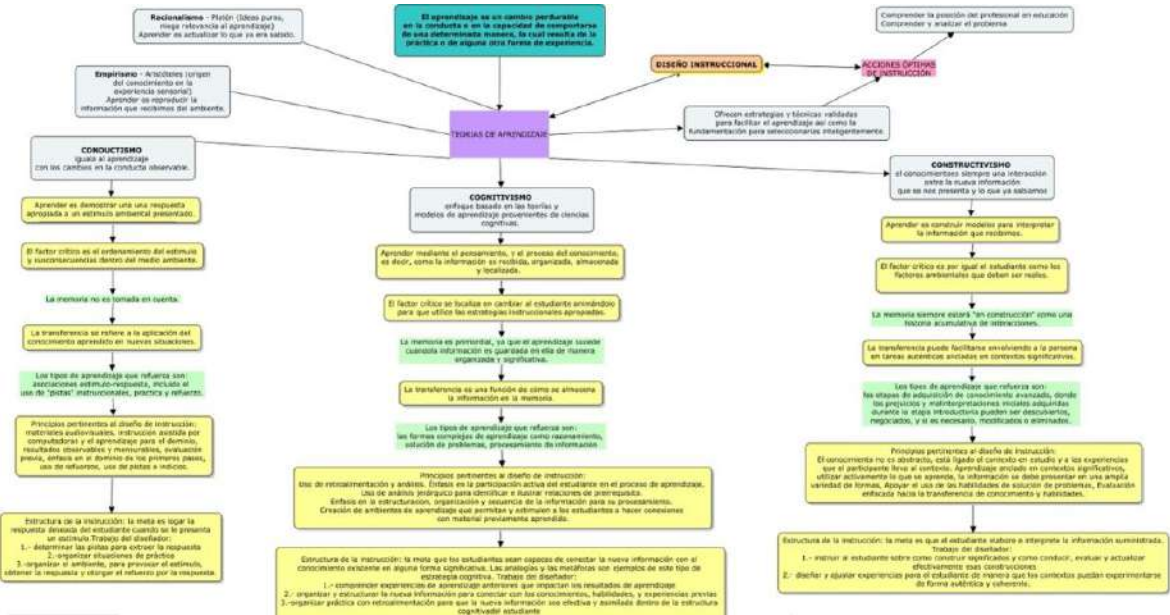 Racionalismo - Platón (Ideas puras,
niega relevancia al aprendizaje)
Aprender es actualizar lo que ya era sabido.
El aprendizaje es un cambio perdurable
en la conducta o en la capacidad de comportarse
de una determinada manera, la cual resulta de la
práctica o de alguna otra forma de experiencia.
Comprender la posición del profesional en educación
Comprender y analizar el problema
DISEÑO INSTRUCCIONAL
ACCIONES ÓPTIMAS
DE INSTRUCCIÓN
Empirismo - Aristóteles (origen
del conocimiento en la
experiencia sensorial)
Aprender es reproducir la
información que recibimos del ambiente.
TEORIAS DE APRENDIZAJE
Ofrecen estrategias y técnicas validadas
para facilitar el aprendizaje así como la
fundamentación para seleccionarlas inteligentemente.
CONDUCTISMO
iguala al aprendizaje
con los cambios en la conducta observable.
Aprender es demostrar una una respuesta
apropiada a un estímulo ambiental presentado.
El factor crítico es el ordenamiento del estímulo
y susconsecuencias dentro del medio ambiente.
La memoria no es tomada en cuenta.
La transferencia se refiere a la aplicación del
conocimiento aprendido en nuevas situaciones.
Los tipos de aprendizaje que refuerza son:
asociaciones estímulo-respuesta, incluida el
uso de "pistas" instruccionales, práctica y refuerzo.
Principios pertinentes al diseño de instrucción:
materiales audiovisuales, instrucción asistida por
computadoras y el aprendizaje para el dominio,
resultados observables y mensurables, evaluación
previa, énfasis en el dominio de los primeros pasos,
uso de refuerzos, uso de pistas o indicios.
Estructura de la instrucción: la meta es logar la
respuesta deseada del estudiante cuando se le presenta
un estímulo.Trabajo del diseñador:
1.- determinar las pistas para extraer la respuesta
2.-organizar situaciones de práctica
3.-organizar el ambiente, para provocar el estímulo,
obtener la respuesta y otorgar el refuerzo por la respuesta.
COGNITIVISMO
enfoque basado en las teorías y
modelos de aprendizaje provenientes de ciencias
cognitivas.
Aprender mediante el pensamiento, y el proceso del conocimiento,
es decir, como la información es recibida, organizada, almacenada
y localizada.
El factor crítico se localiza en cambiar al estudiante animándolo
para que utilice las estrategias instruccionales apropiadas.
La memoria es primordial, ya que el aprendizaje sucede
cuandola información es guardada en ella de manera
organizada y significativa.
La transferencia es una función de cómo se almacena
la información en la memoria.
Los tipos de aprendizaje que refuerza son:
las formas complejas de aprendizaje como razonamiento,
solución de problemas, procesamiento de información
Principios pertinentes al diseño de instrucción:
Uso de retroalimentación y análisis. Énfasis en la participación activa del estudiante en el proceso de aprendizaje.
Uso de análisis jerárquico para identificar e ilustrar relaciones de prerrequisito.
Énfasis en la estructuracion, organización y secuencia de la información para su procesamiento.
Creación de ambientes de aprendizaje que permitan y estimulen a los estudiantes a hacer conexiones
con material previamente aprendido.
Estructura de la instrucción: la meta que los estudiantes sean capaces de conectar la nueva información con el
conocimiento existente en alguna forma significativa. Las analogías y las metáforas son ejemplos de este tipo de
estrategia cognitiva. Trabajo del diseñador:
1.- comprender experiencias de aprendizaje anteriores que impactan los resultados de aprendizaje
2.- organizar y estructurar la nueva información para conectar con los conocimientos, habilidades, y experiencias previas
3.-organizar práctica con retroalimentación para que la nueva información sea efectiva y asimilada dentro de la estructura
cognitivadel estudiante
CONSTRUCTIVISMO
el conocimientoes siempre una interacción
entre la nueva información
que se nos presenta y lo que ya sabíamos
Aprender es construir modelos para interpretar
la información que recibimos.
El factor crítico es por igual el estudiante como los
factores ambientales que deben ser reales.
La memoria siempre estará "en construcción" como una
historia acumulativa de interacciones.
La transferencia puede facilitarse envolviendo a la persona
en tareas auténticas ancladas en contextos significativos.
Los tipos de aprendizaje que refuerza son:
las etapas de adquisición de conocimiento avanzado, donde
los prejuicios y malinterpretaciones iniciales adquiridas
durante la etapa introductoria pueden ser descubiertos,
negociados, y si es necesario, modificados o eliminados.
Principios pertinentes al diseño de instrucción:
El conocimiento no es abstracto, está ligado el contexto en estudio y a las experiencias
que el participante lleva al contexto. Aprendizaje anclado en contextos significativos,
utilizar activamente lo que se aprende, la información se debe presentar en una amplia
variedad de formas, Apoyar el uso de las habilidades de solución de problemas, Evaluación
enfocada hacia la transferencia de conocimiento y habilidades.
Estructura de la instrucción: la meta es que el estudiante elabore e interprete la información suministrada.
Trabajo del diseñador:
1.- instruir al estudiante sobre como construir significados y como conducir, evaluar y actualizar
efectivamente esas construcciones
2.- diseñar y ajustar experiencias para el estudiante de manera que los contextos puedan experimentarse
de forma auténtica y coherente.